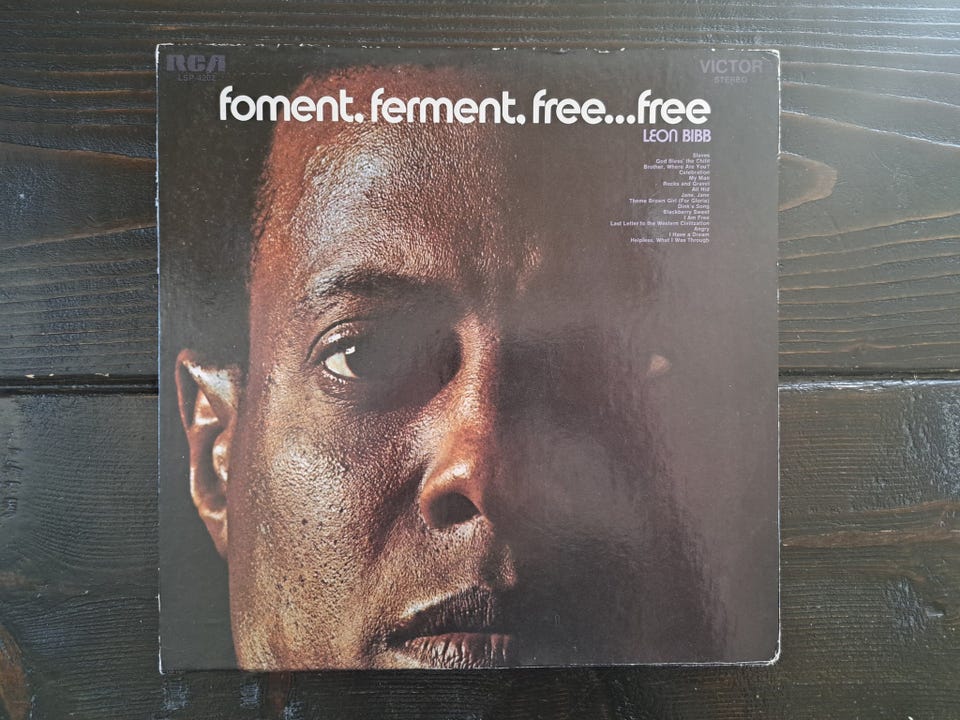 RCA
LSP-4202
VICTOR
STEREO
foment. ferment. free...free
LEON BIBB
Slaves
God Bless' the Child
Brother, Where Are You?
Celebration
My Man
Rocks and Gravel
All Hid
Jane, Jane
Theme Brown Girl (For Gloria)
Dink's Song
Blackberry Sweet
I Am Free
Last Letter to the Western Civilization
Angry
I Have a Dream
Helpless, What I Was Through